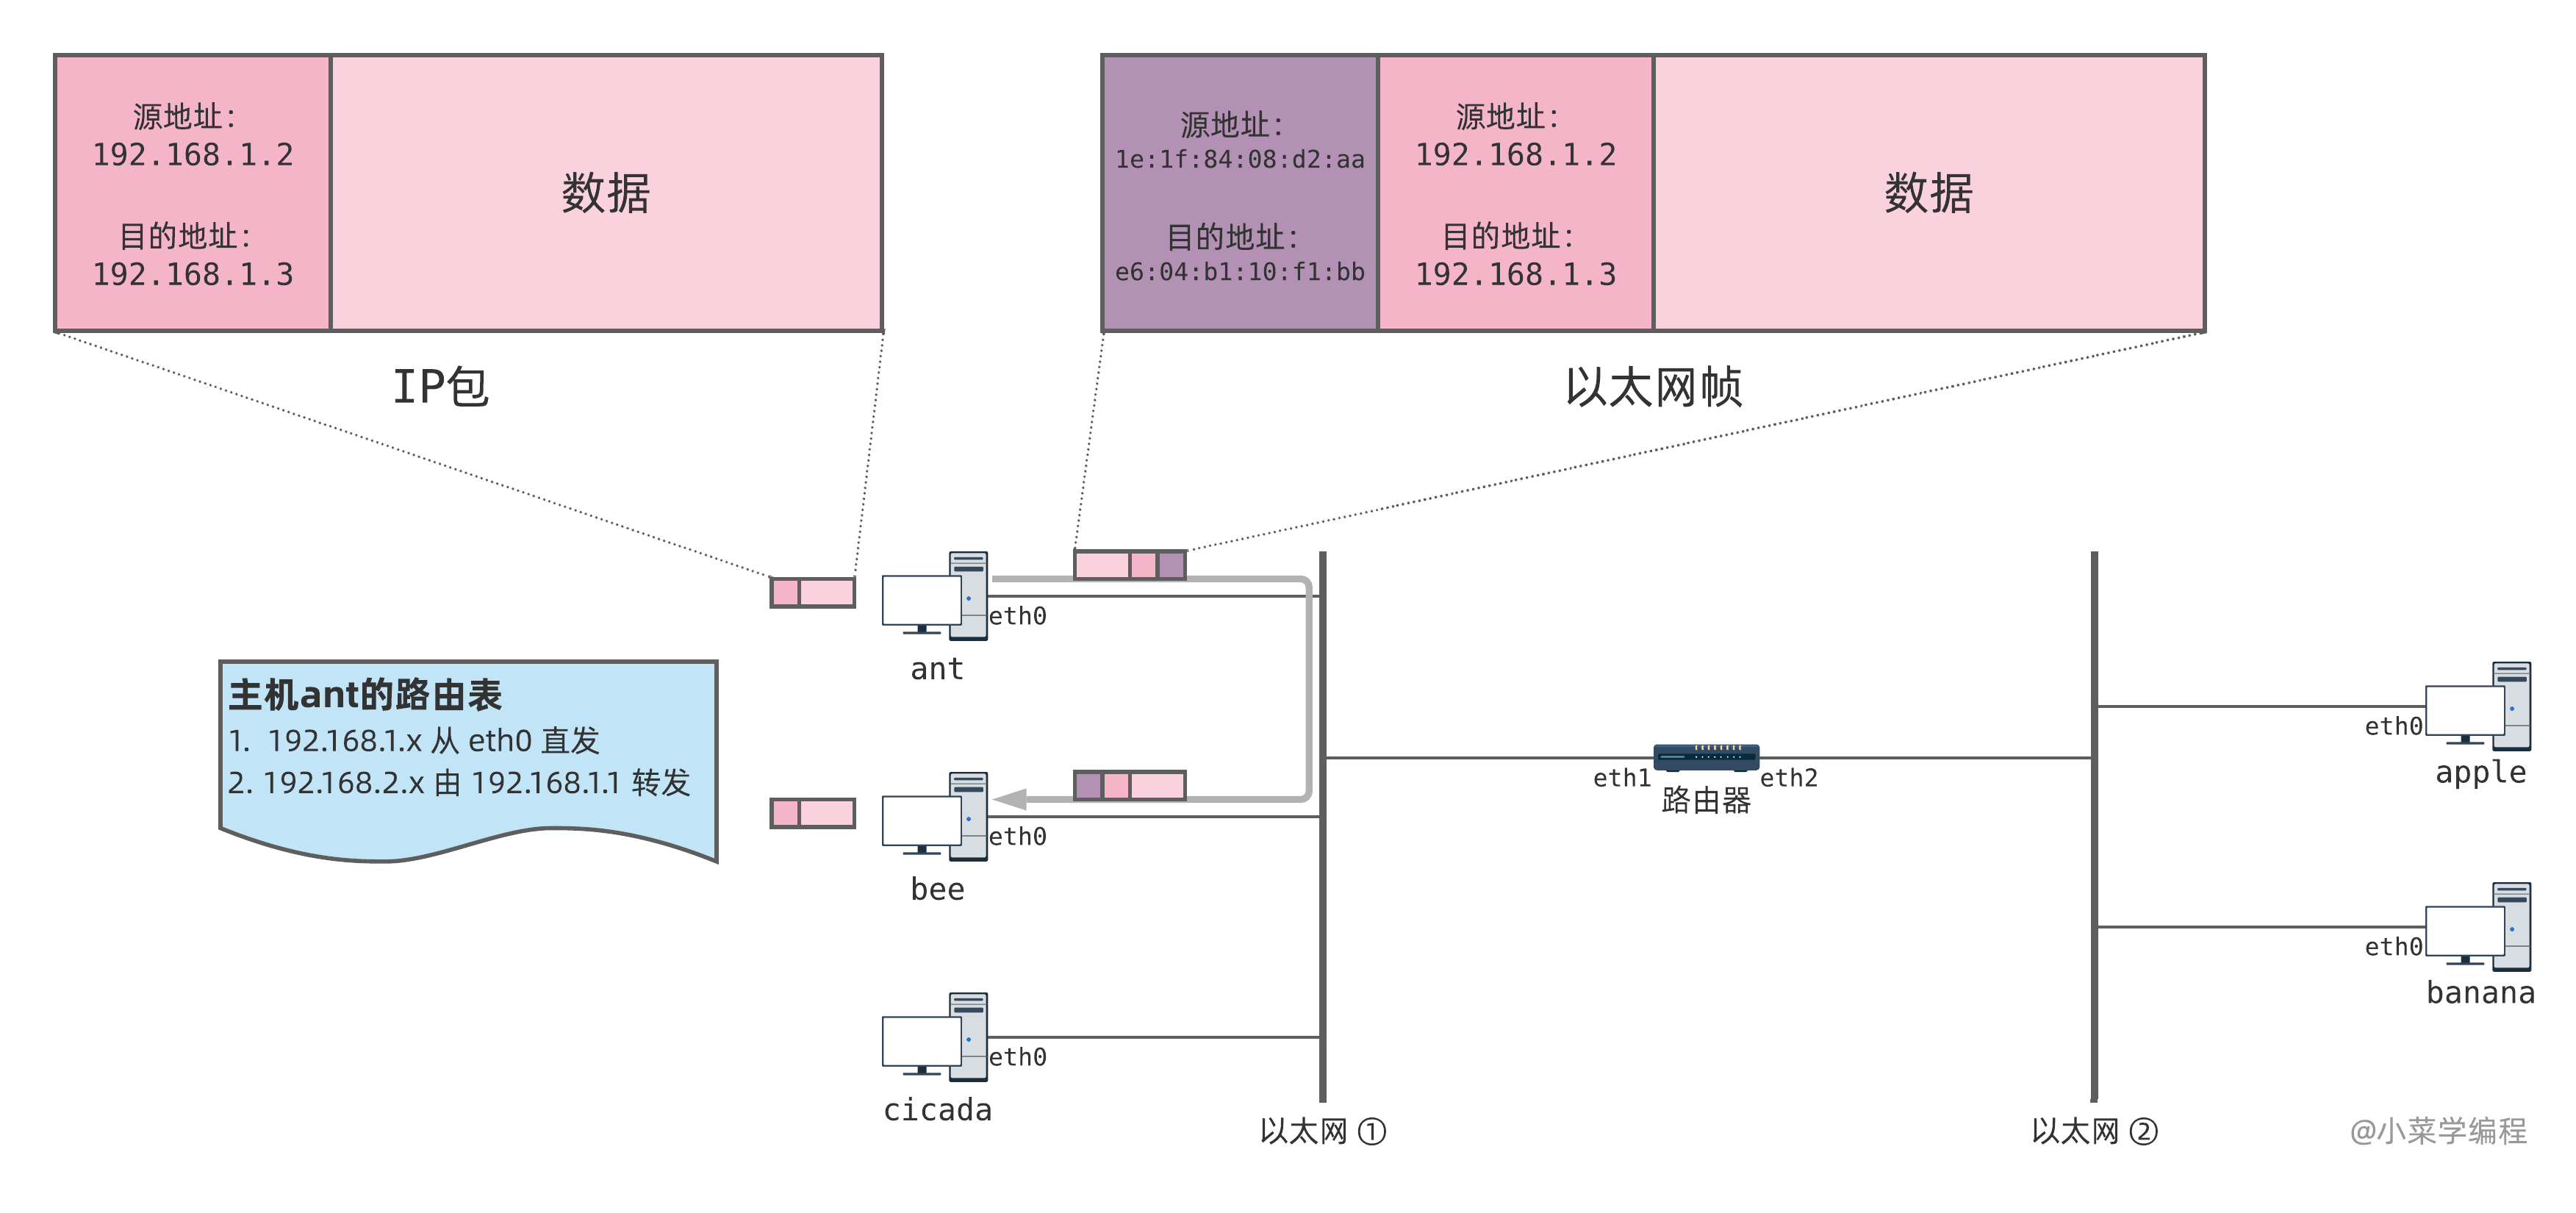 源地址：
192.168.1.2
目的地址：
192.168.1.3
数据
源地址：
1e:1f:84:08:d2:aa
目的地址：
e6:04:b1:10:f1:bb
源地址：
192.168.1.2
目的地址：
192.168.1.3
数据
IP包
以太网帧
eth0
ant
主机ant的路由表
1. 192.168.1.x 从 eth0 直发
2. 192.168.2.x 由 192.168.1.1 转发
eth0
bee
eth0
cicada
eth1
eth2
路由器
eth0
apple
eth0
banana
以太网 ①
以太网 ②
@小菜学编程